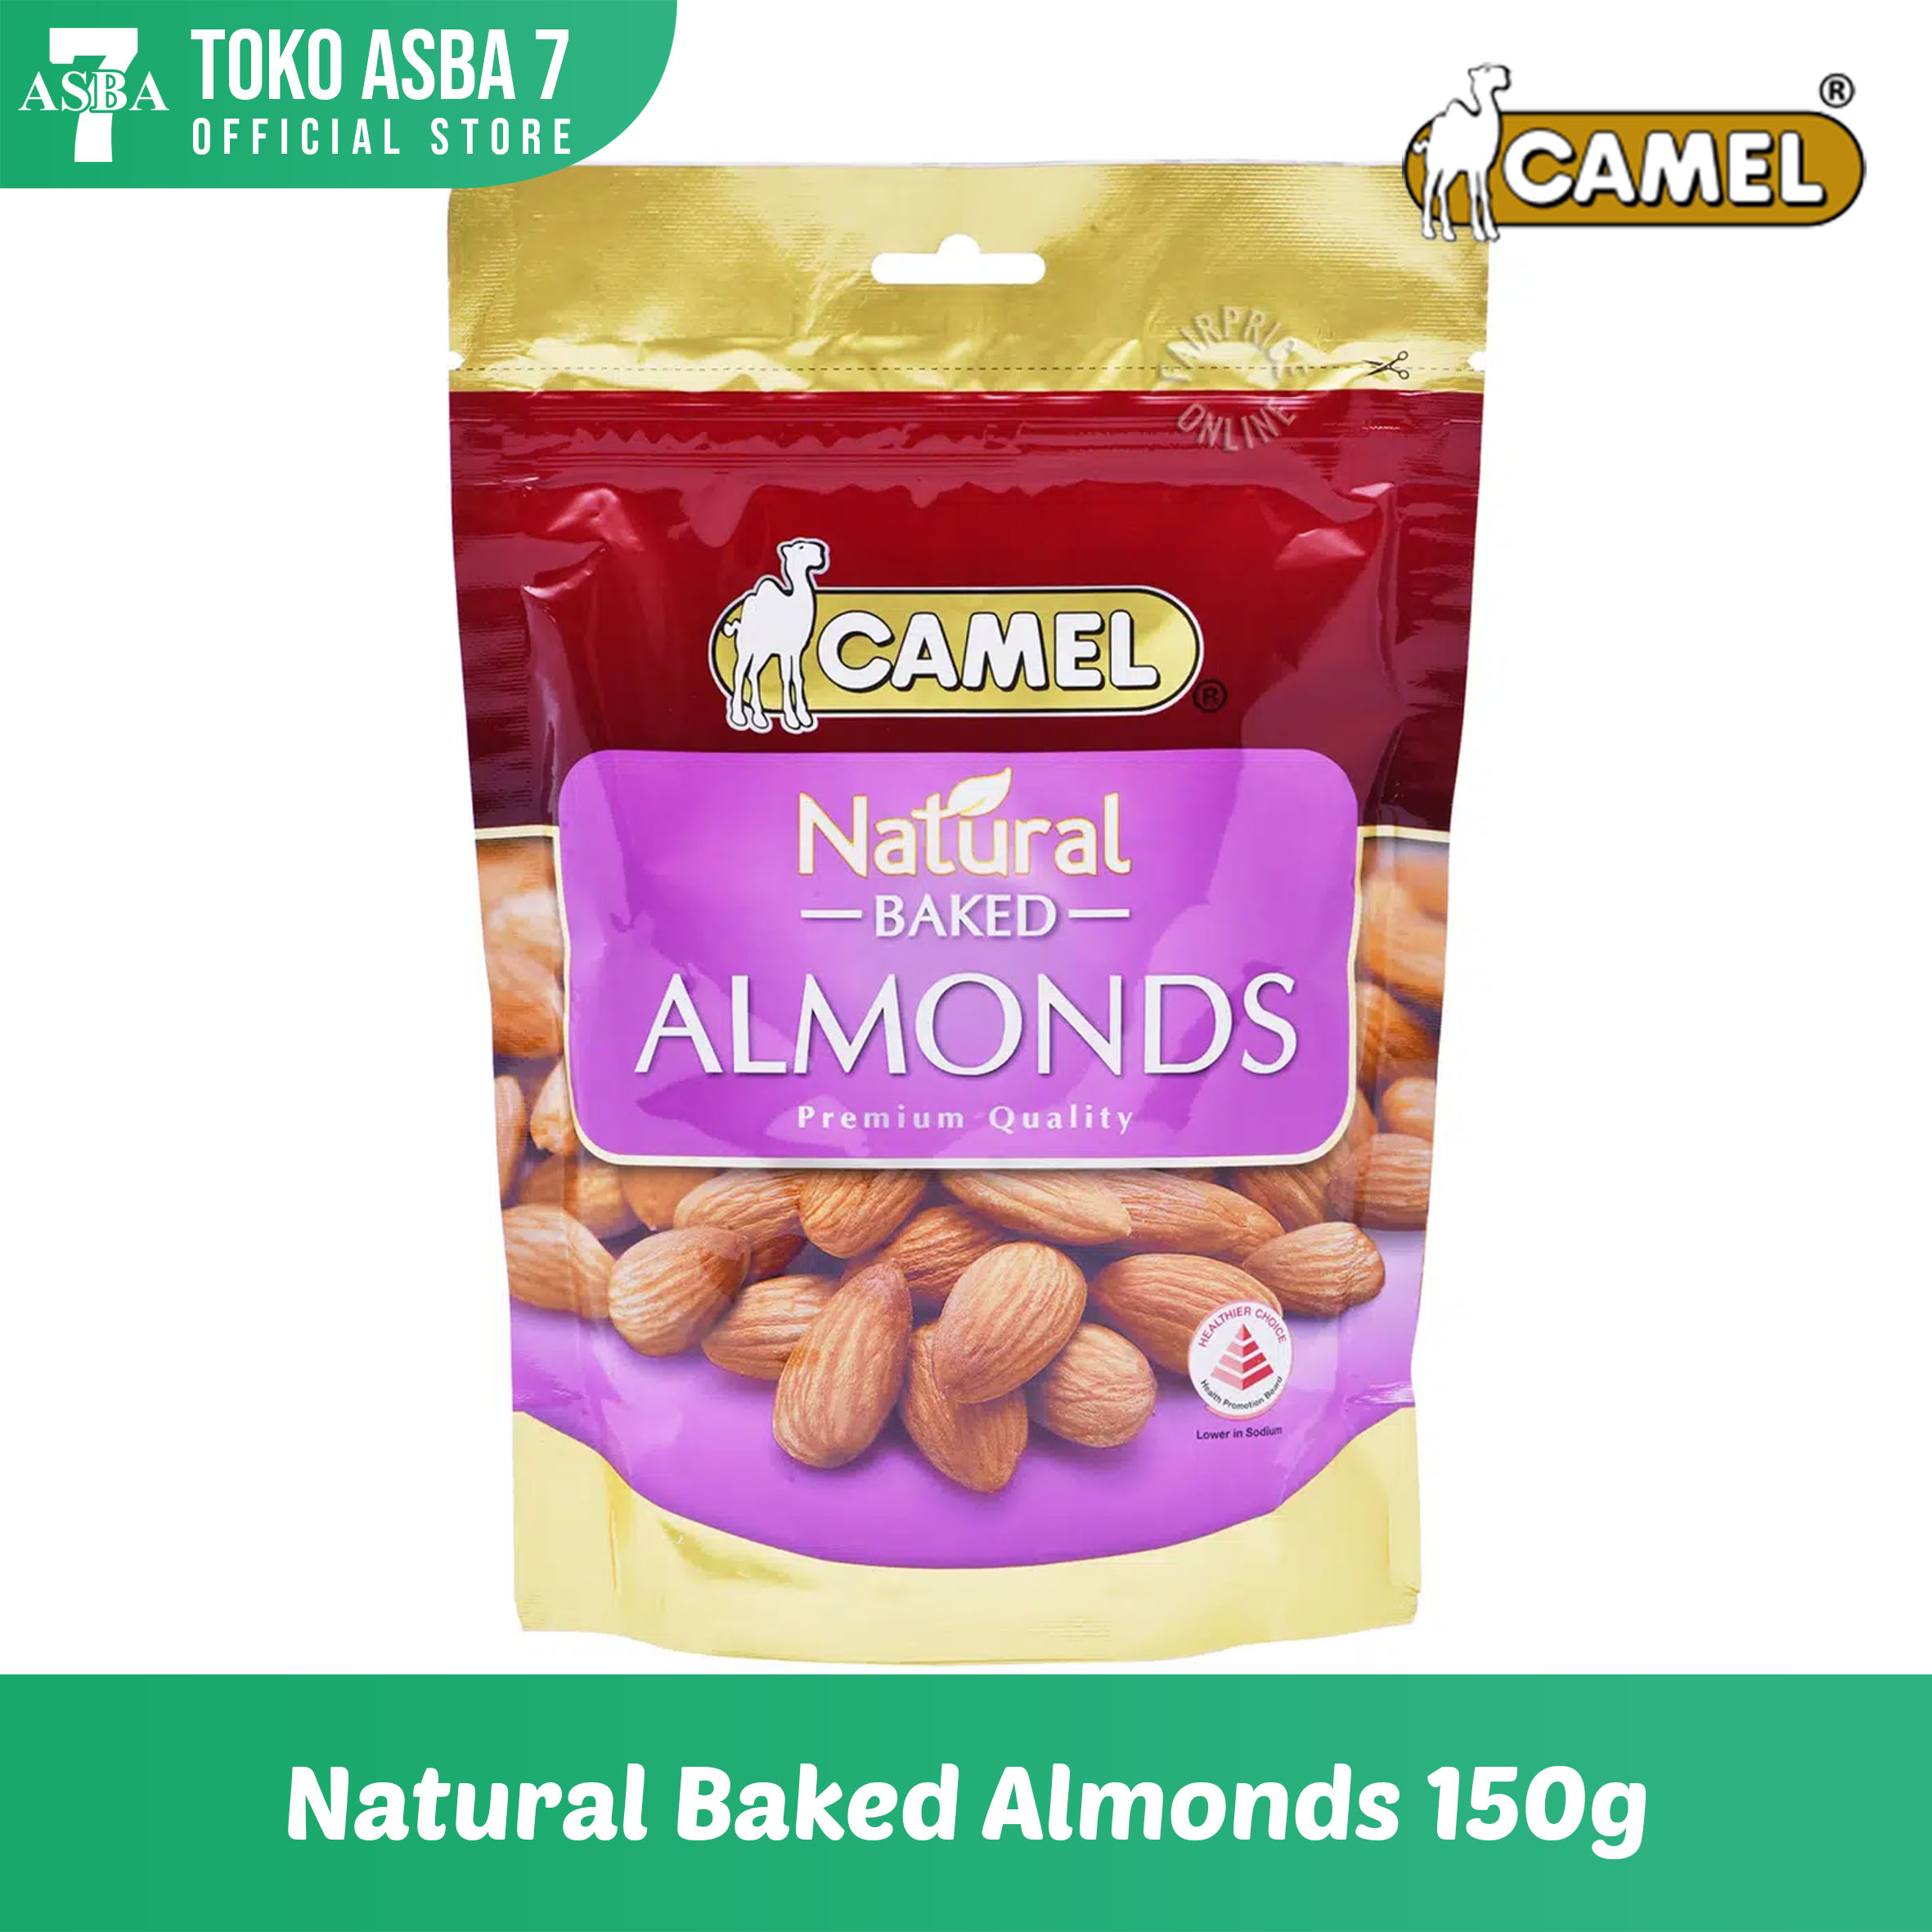 7
ASBA
TOKO ASBA 7
OFFICIAL STORE
CAMEL®
FAIRPRICE
ONLINE
CAMEL®
Natural
BAKED
ALMONDS
Premium Quality
HEALTHIER CHOICE
Health Promotion Board
Lower in Sodium
Natural Baked Almonds 150g